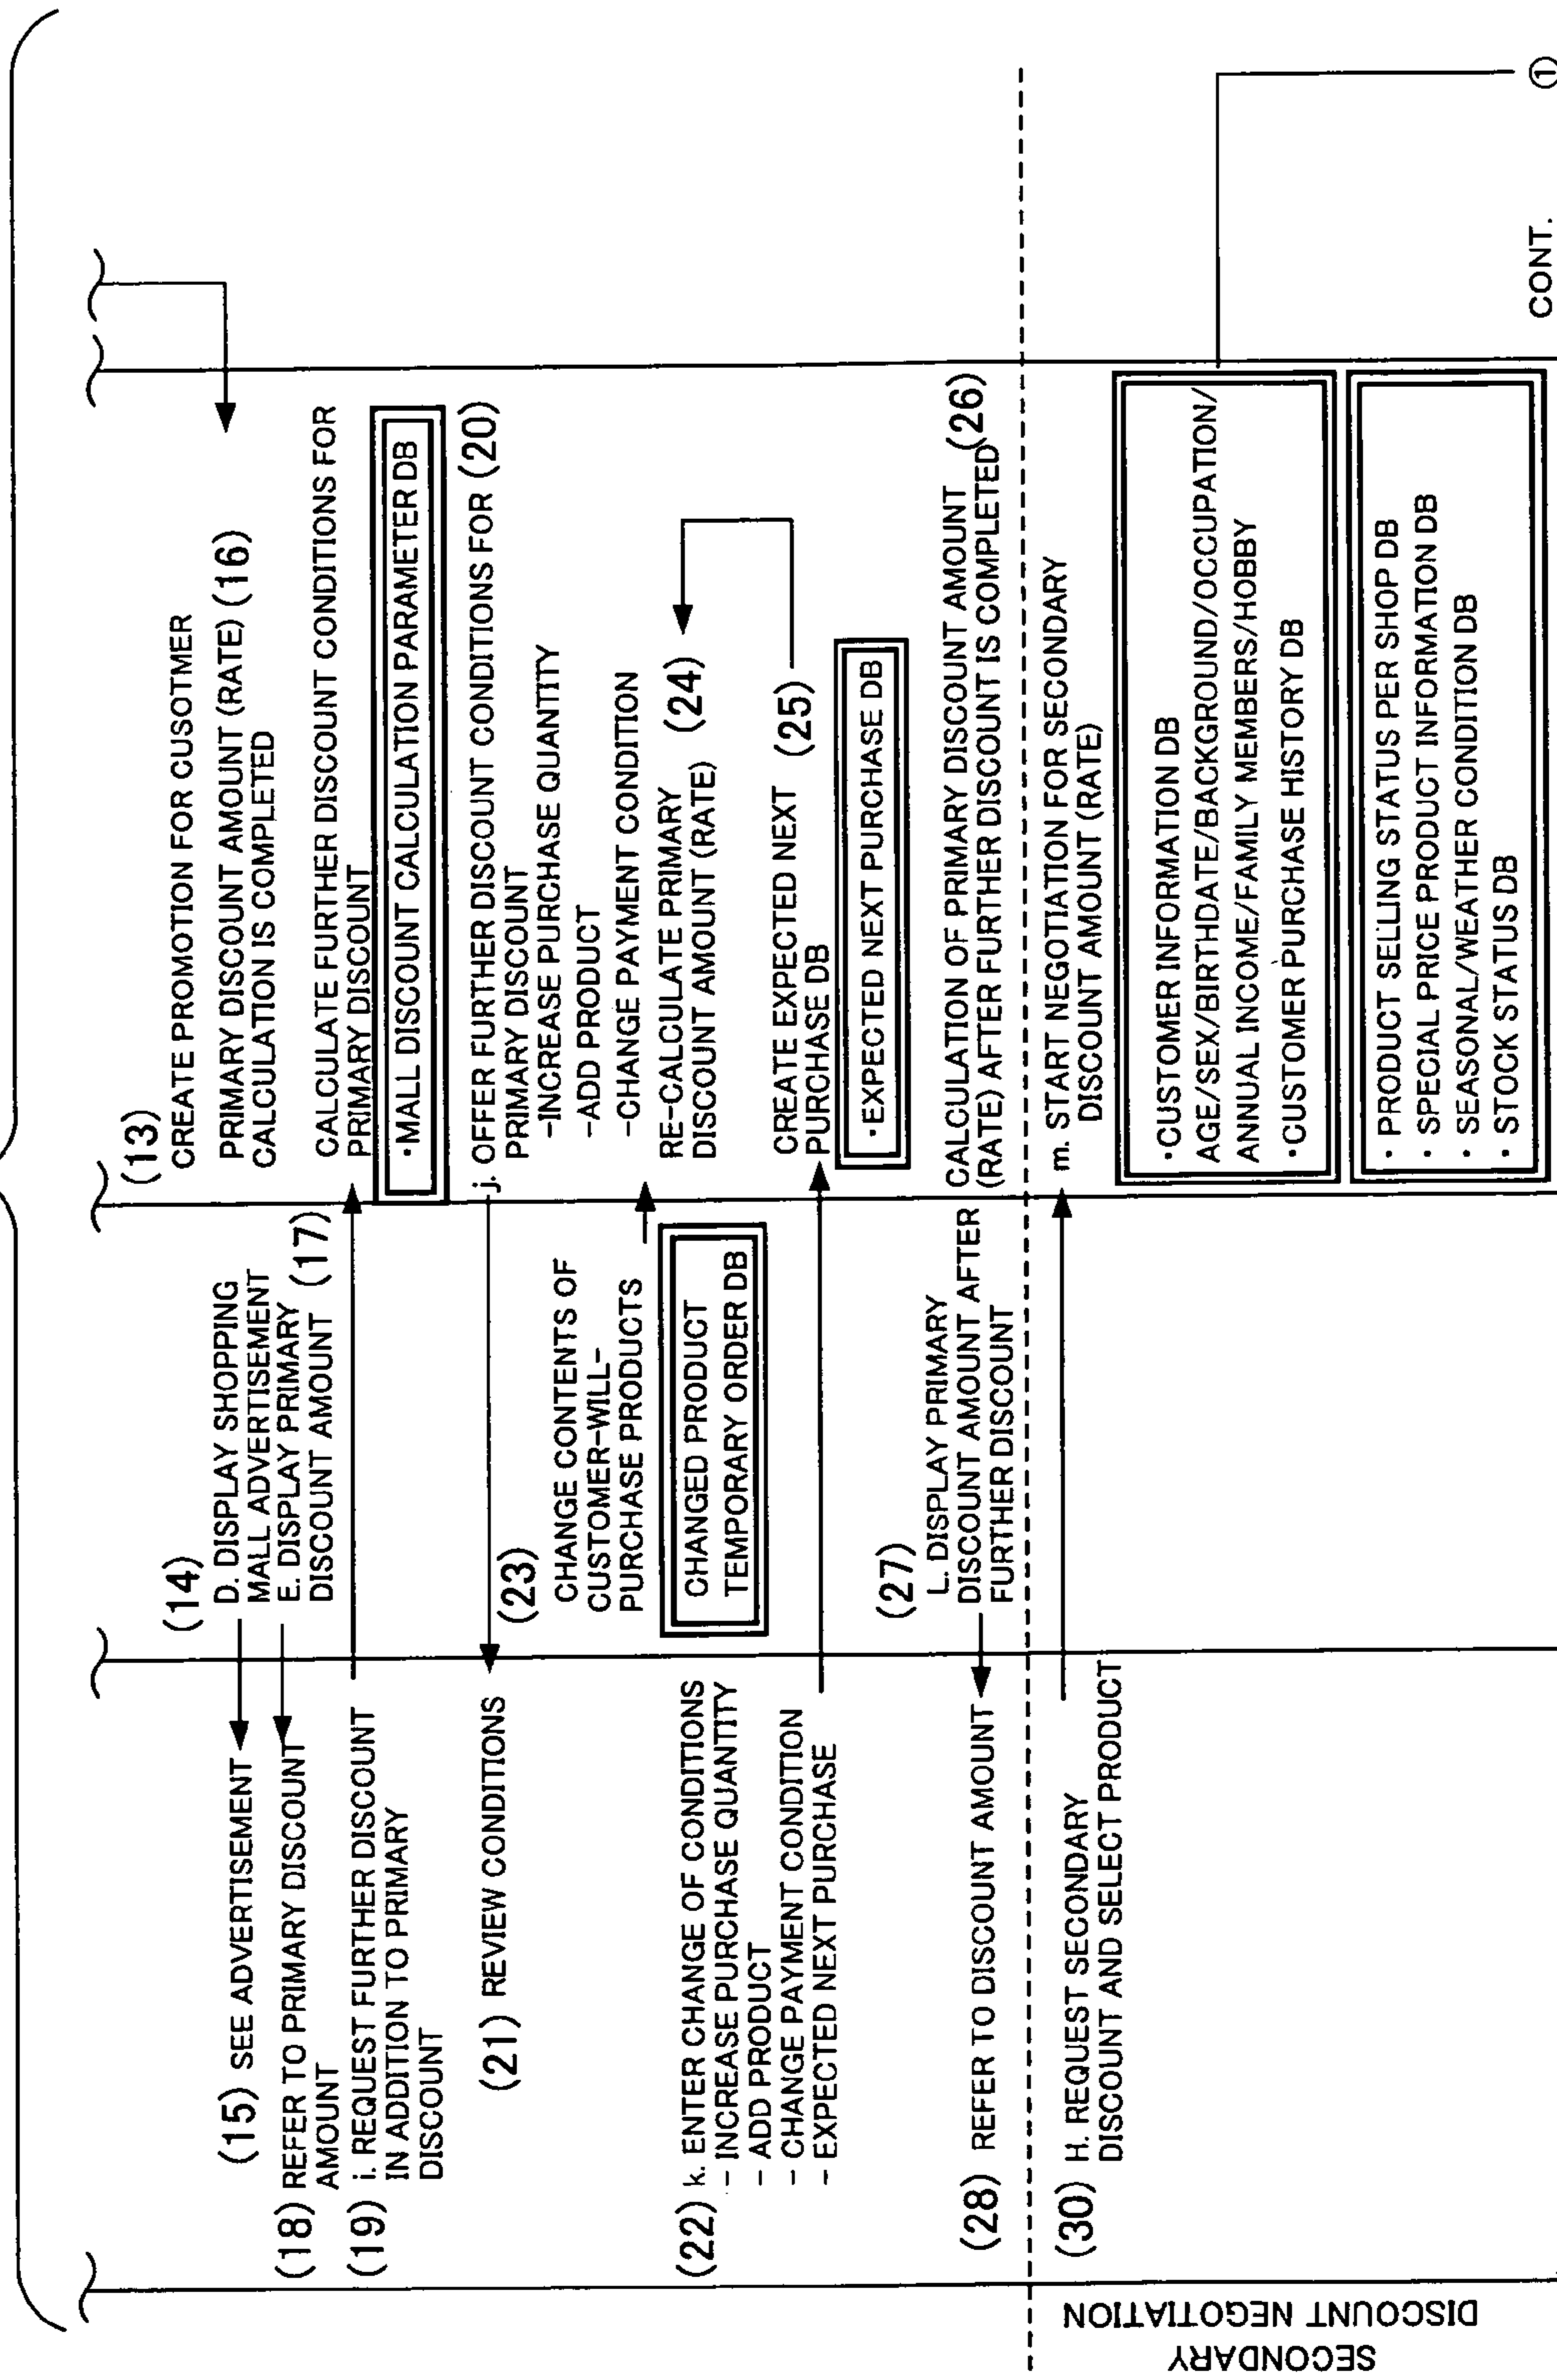 (13)
CREATE PROMOTION FOR CUSOTMER
PRIMARY DISCOUNT AMOUNT (RATE) (16)
CALCULATION IS COMPLETED
(14)
D. DISPLAY SHOPPING
MALL ADVERTISEMENT
E. DISPLAY PRIMARY
DISCOUNT AMOUNT (17)
(15) SEE ADVERTISEMENT
(18) REFER TO PRIMARY DISCOUNT
AMOUNT
(19) i. REQUEST FURTHER DISCOUNT
IN ADDITION TO PRIMARY
DISCOUNT
CALCULATE FURTHER DISCOUNT CONDITIONS FOR
PRIMARY DISCOUNT
・MALL DISCOUNT CALCULATION PARAMETER DB
j. OFFER FURTHER DISCOUNT CONDITIONS FOR (20)
PRIMARY DISCOUNT
-INCREASE PURCHASE QUANTITY
-ADD PRODUCT
-CHANGE PAYMENT CONDITION
(21) REVIEW CONDITIONS
(22) k. ENTER CHANGE OF CONDITIONS
- INCREASE PURCHASE QUANTITY
- ADD PRODUCT
- CHANGE PAYMENT CONDITION
- EXPECTED NEXT PURCHASE
(23)
CHANGE CONTENTS OF
CUSTOMER-WILL-
PURCHASE PRODUCTS
CHANGED PRODUCT
TEMPORARY ORDER DB
RE-CALCULATE PRIMARY (24)
DISCOUNT AMOUNT (RATE)
CREATE EXPECTED NEXT (25)
PURCHASE DB
・EXPECTED NEXT PURCHASE DB
CALCULATION OF PRIMARY DISCOUNT AMOUNT (26)
(RATE) AFTER FURTHER DISCOUNT IS COMPLETED
(27)
L. DISPLAY PRIMARY
DISCOUNT AMOUNT AFTER
FURTHER DISCOUNT
(28) REFER TO DISCOUNT AMOUNT
SECONDARY
DISCOUNT NEGOTIATION
(30) H. REQUEST SECONDARY
DISCOUNT AND SELECT PRODUCT
m. START NEGOTIATION FOR SECONDARY
DISCOUNT AMOUNT (RATE)
・CUSTOMER INFORMATION DB
AGE/SEX/BIRTHDATE/BACKGROUND/OCCUPATION/
ANNUAL INCOME/FAMILY MEMBERS/HOBBY
・CUSTOMER PURCHASE HISTORY DB
・ PRODUCT SELLING STATUS PER SHOP DB
・ SPECIAL PRICE PRODUCT INFORMATION DB
・ SEASONAL/WEATHER CONDITION DB
・ STOCK STATUS DB
CONT. ①